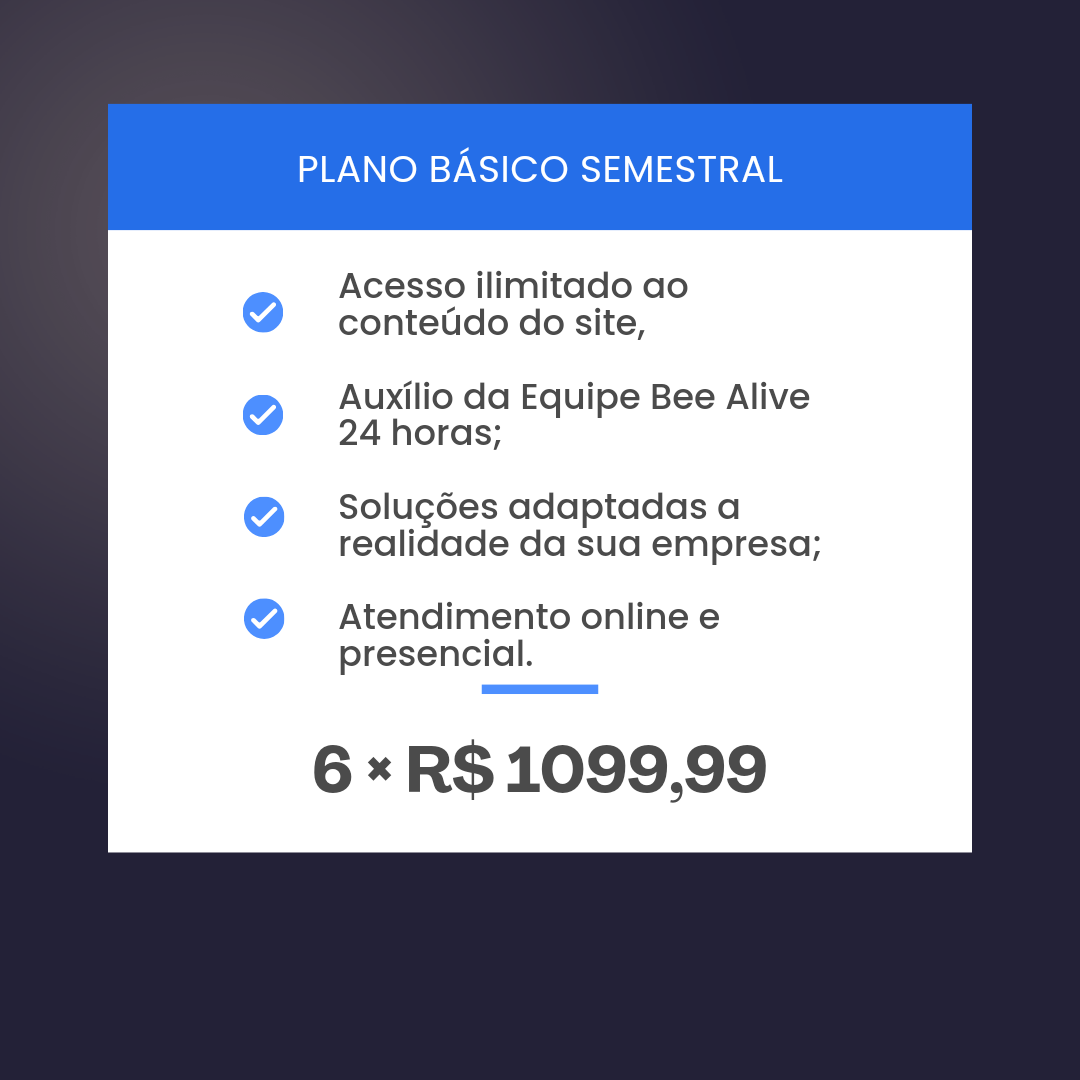 PLANO BÁSICO SEMESTRAL
Acesso ilimitado ao
conteúdo do site,
Auxílio da Equipe Bee Alive
24 horas;
Soluções adaptadas a
realidade da sua empresa;
Atendimento online e
presencial.
6 × R$ 1099,99